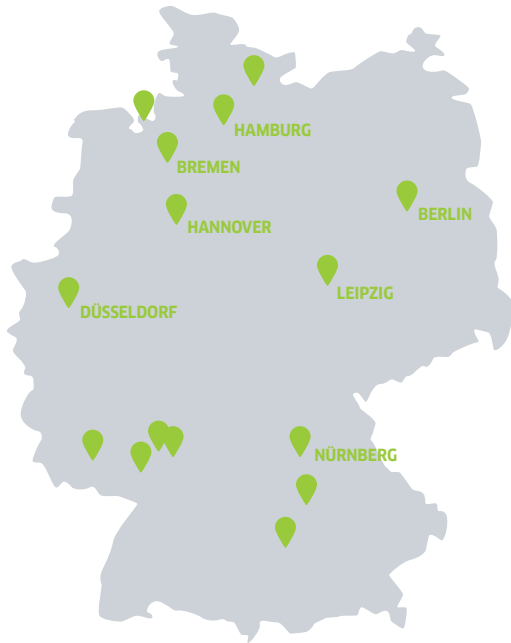 HAMBURG
BREMEN
BERLIN
HANNOVER
LEIPZIG
DÜSSELDORF
NÜRNBERG